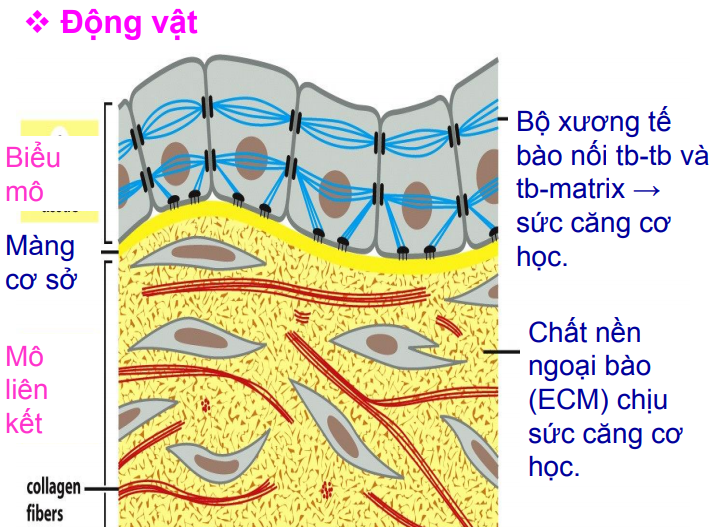 ❖ Động vật
Biểu
mô
Màng
cơ sở
Mô
liên
kết
collagen
fibers
Bộ xương tế
bào nối tb-tb và
tb-matrix →
sức căng cơ
học.
Chất nền
ngoại bào
(ECM) chịu
sức căng cơ
học.